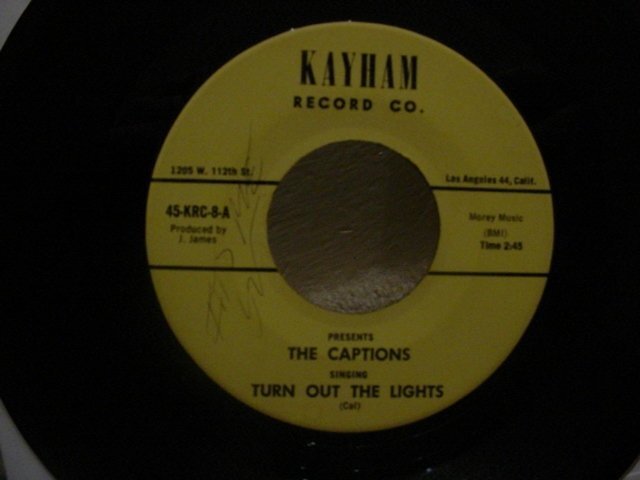 KAYHAM
RECORD CO.
1205 W. 112th St.
Los Angeles 44, Calif.
45-KRC-8-A
Produced by
J. James
Morey Music
(BMI)
Time 2:45
PRESENTS
THE CAPTIONS
SINGING
TURN OUT THE LIGHTS
(Cal)